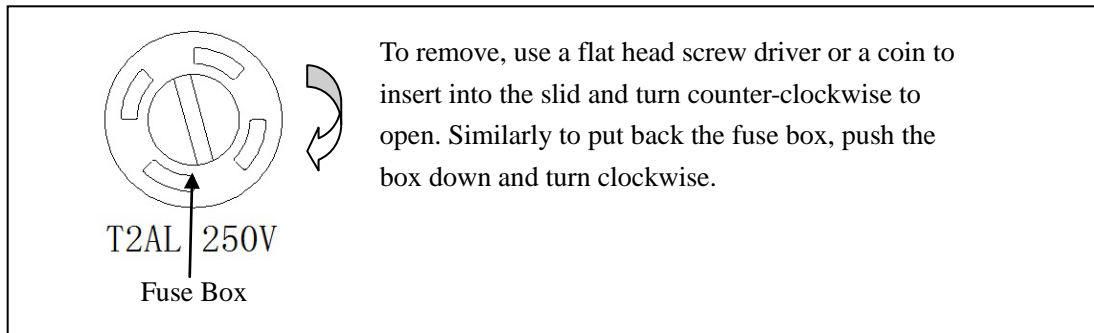 To remove, use a flat head screw driver or a coin to
insert into the slid and turn counter-clockwise to
open. Similarly to put back the fuse box, push the
box down and turn clockwise.
T2AL 250V
Fuse Box